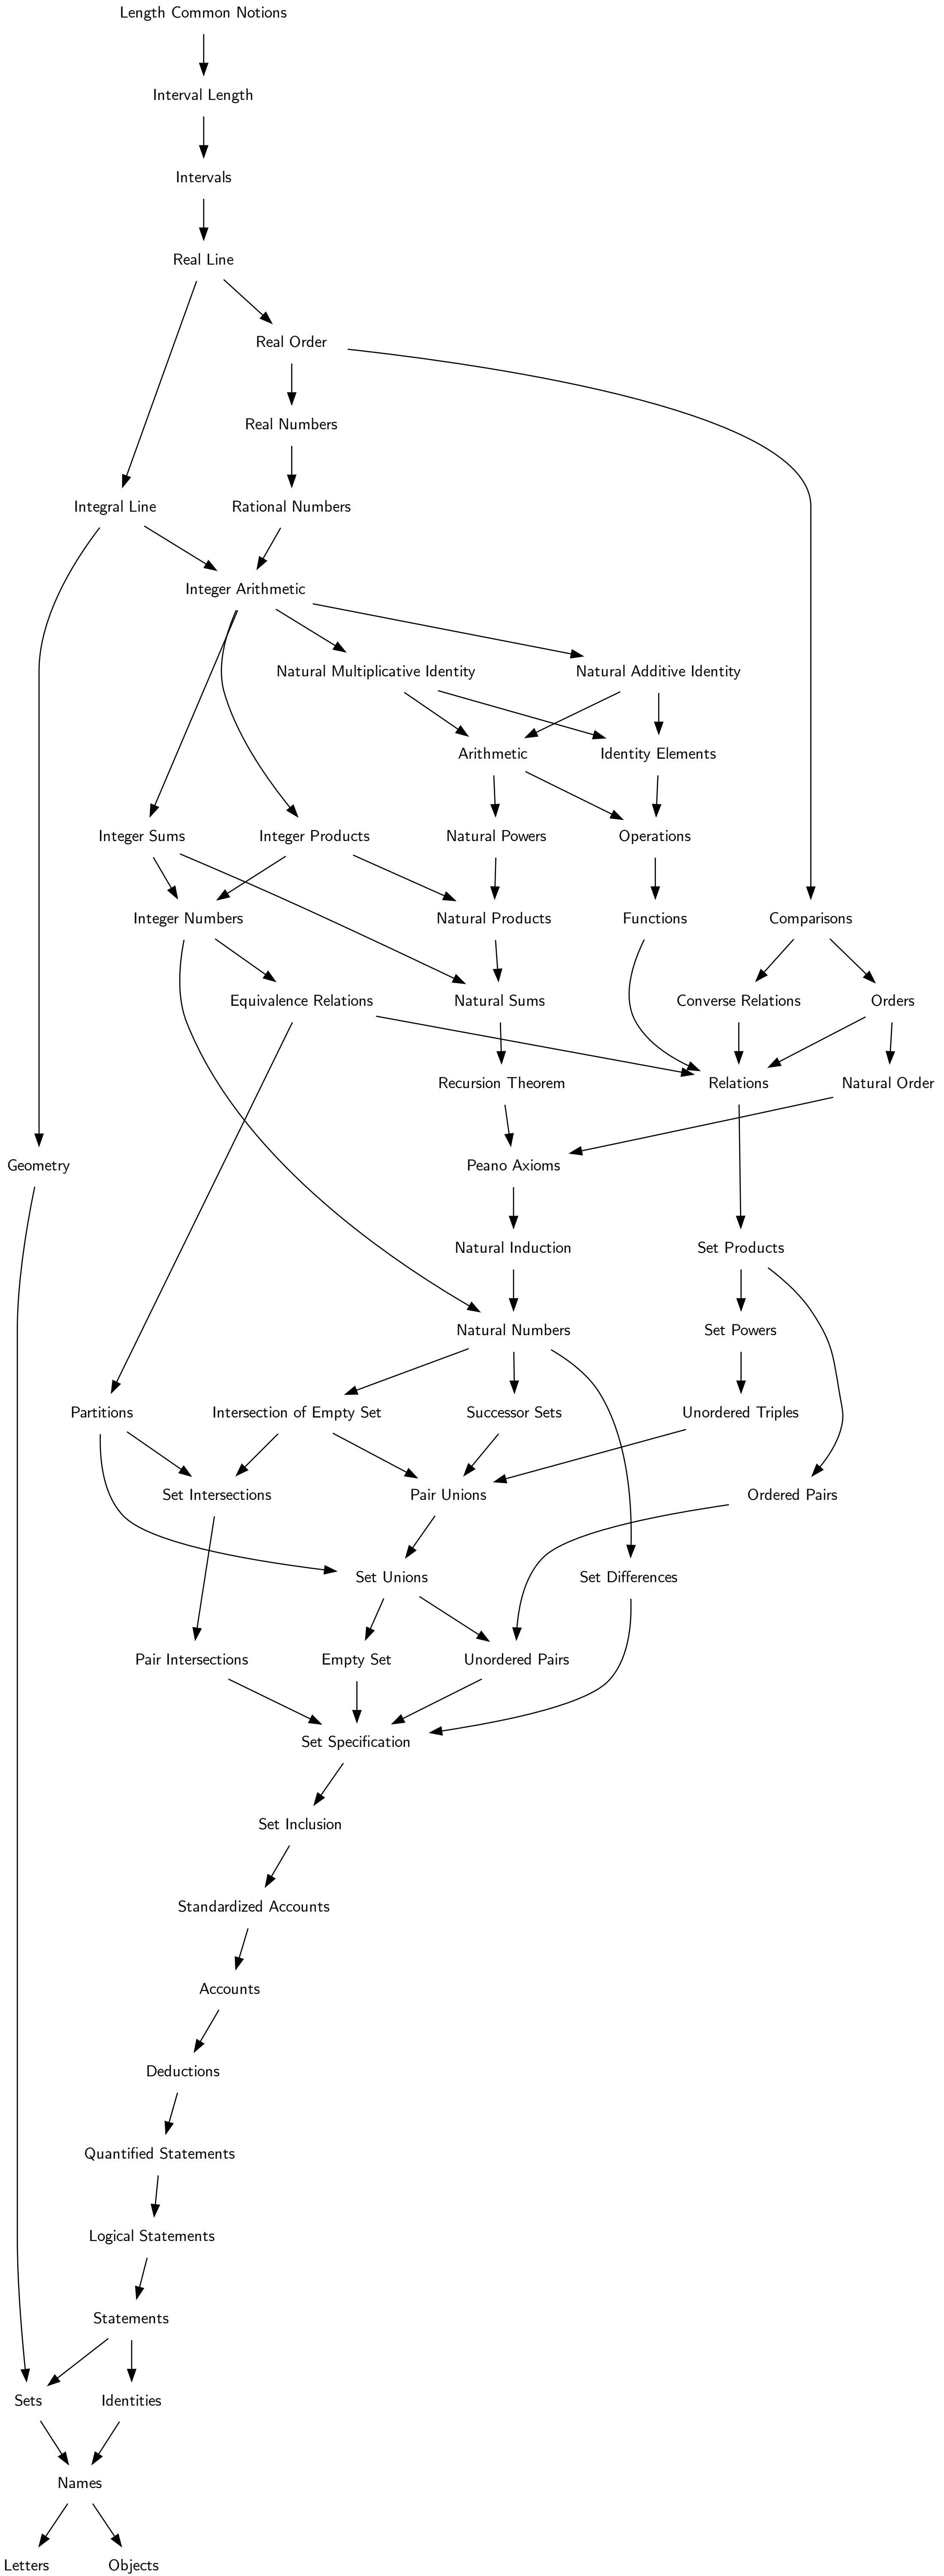 Length Common Notions
Interval Length
Intervals
Real Line
Real Order
Real Numbers
Integral Line
Rational Numbers
Integer Arithmetic
Natural Multiplicative Identity
Natural Additive Identity
Arithmetic
Identity Elements
Integer Sums
Integer Products
Natural Powers
Operations
Integer Numbers
Natural Products
Functions
Comparisons
Equivalence Relations
Natural Sums
Converse Relations
Orders
Recursion Theorem
Relations
Natural Order
Geometry
Peano Axioms
Natural Induction
Set Products
Natural Numbers
Set Powers
Partitions
Intersection of Empty Set
Successor Sets
Unordered Triples
Set Intersections
Pair Unions
Ordered Pairs
Set Unions
Set Differences
Pair Intersections
Empty Set
Unordered Pairs
Set Specification
Set Inclusion
Standardized Accounts
Accounts
Deductions
Quantified Statements
Logical Statements
Statements
Sets
Identities
Names
Letters
Objects